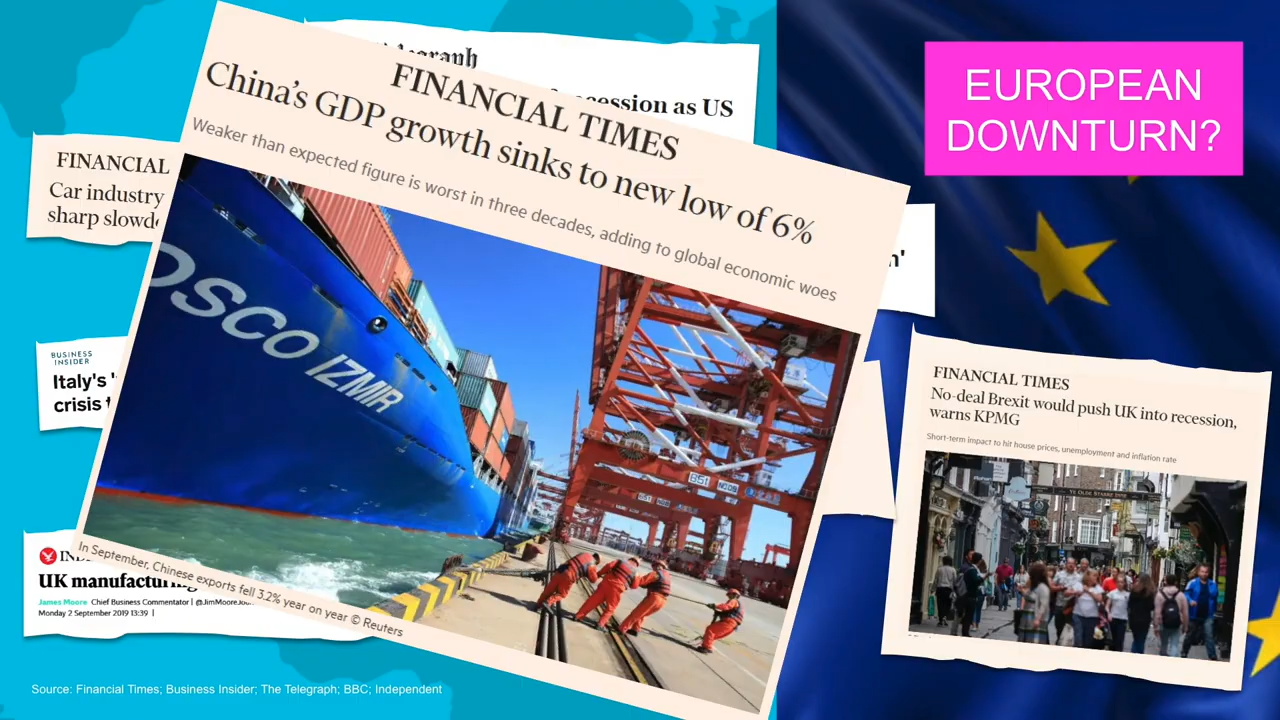 EUROPEAN
DOWNTURN?
FINANCIAL TIMES
China's GDP growth sinks to new low of 6%
Weaker than expected figure is worst in three decades, adding to global economic woes
OSCO IZMIR
In September, Chinese exports fell 3.2% year on year © Reuters
Telegraph
as US
FINANCIAL
Car industry
sharp
BUSINESS
INSIDER
Italy's
crisis
UK manufacturing
James Moore Chief Business Commentator |
Monday 2 September 2019 13:39 |
FINANCIAL TIMES
No-deal Brexit would push UK into recession,
warns KPMG
Short-term impact to hit house prices, unemployment and inflation rate
Source: Financial Times; Business Insider; The Telegraph; BBC; Independent